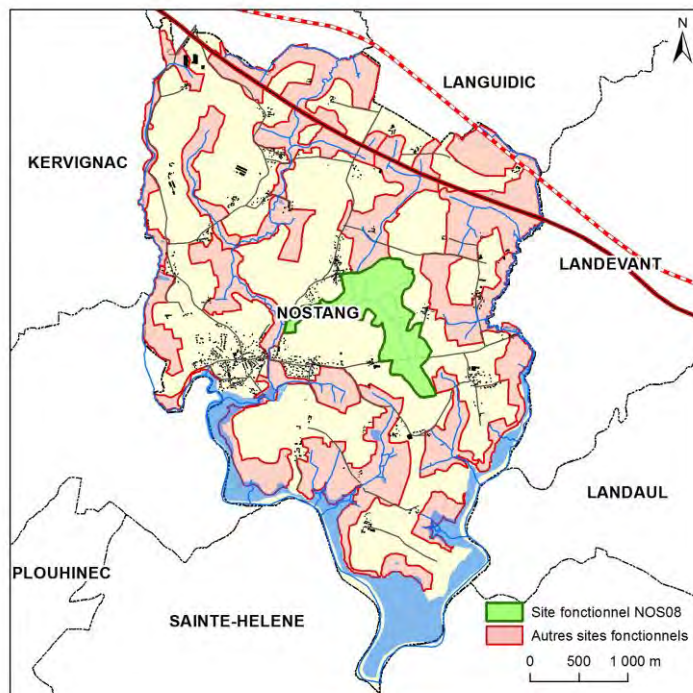 N
LANGUIDIC
KERVIGNAC
LANDEVANT
NOSTANG
LANDAUL
PLOUHINEC
SAINTE-HELENE
Site fonctionnel NOS08
Autres sites fonctionnels
0 500 1 000 m